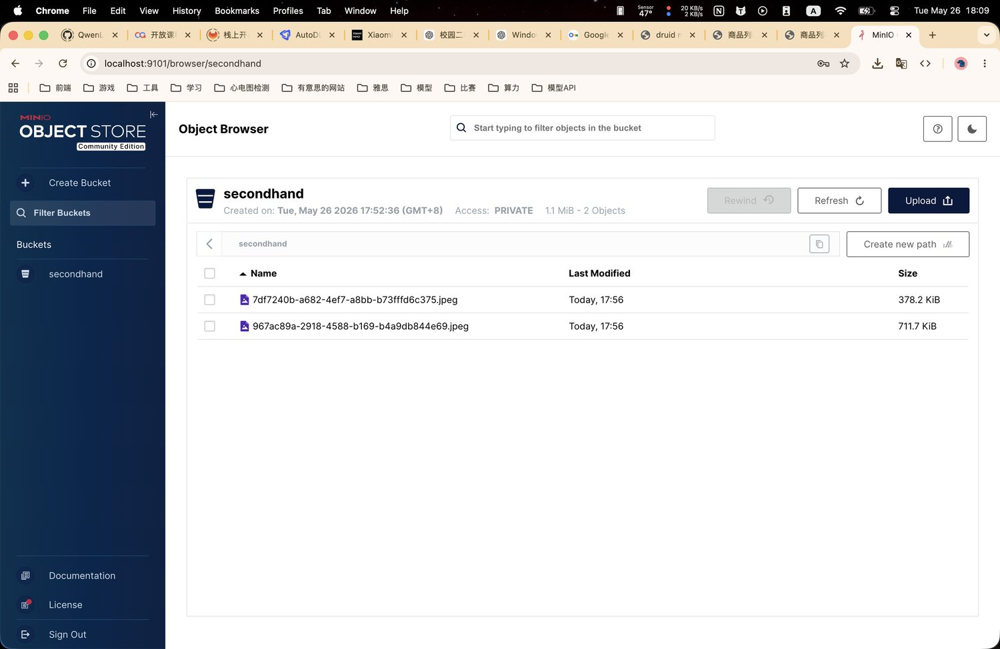 Chrome File Edit View History Bookmarks Profiles Tab Window Help Sensor 47° 20 KB/s 2 KB/s N A Tue May 26 18:09
QwenL 开放课 栈上开 AutoDL Xiaomi 校园二 Windo Google druid 商品列 商品列 MinIO
localhost:9101/browser/secondhand
前端 游戏 工具 学习 心电图检测 有意思的网站 雅思 模型 比赛 算力 模型API
MINIO
OBJECT STORE
Community Edition
Create Bucket
Filter Buckets
Buckets
secondhand
Documentation
License
Sign Out
Object Browser
Start typing to filter objects in the bucket
secondhand
Created on: Tue, May 26 2026 17:52:36 (GMT+8) Access: PRIVATE 1.1 MiB - 2 Objects
Rewind Refresh Upload
secondhand
Create new path
Name Last Modified Size
7df7240b-a682-4ef7-a8bb-b73fffd6c375.jpeg Today, 17:56 378.2 KiB
967ac89a-2918-4588-b169-b4a9db844e69.jpeg Today, 17:56 711.7 KiB